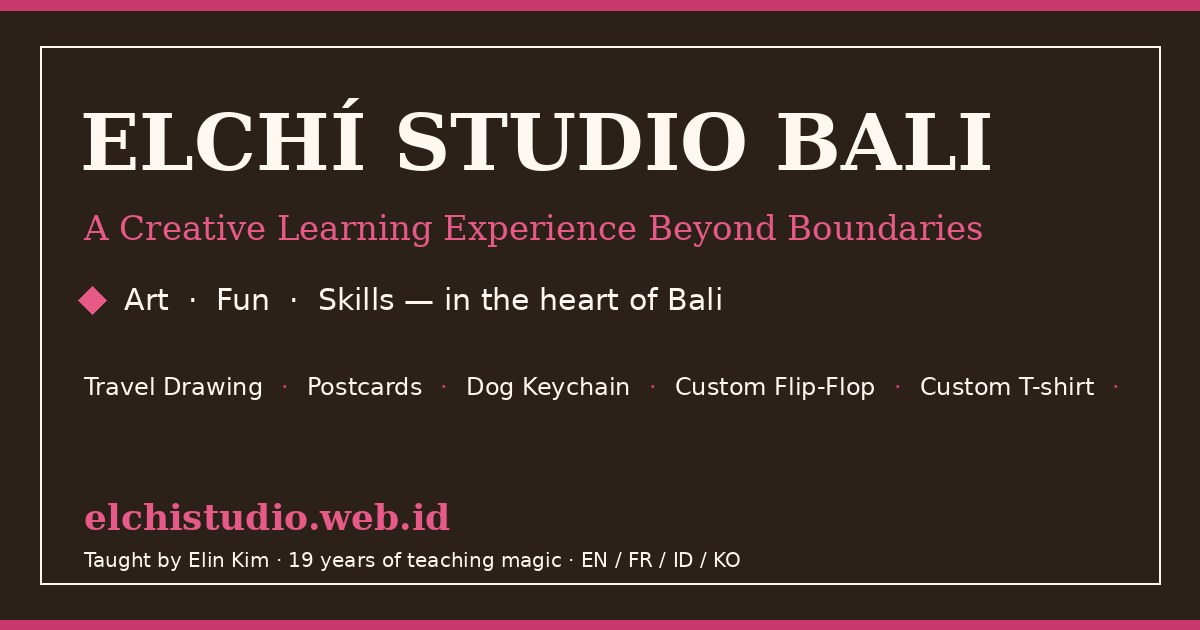 ELCHÍ STUDIO BALI
A Creative Learning Experience Beyond Boundaries
Art · Fun · Skills — in the heart of Bali
Travel Drawing · Postcards · Dog Keychain · Custom Flip-Flop · Custom T-shirt ·
elchistudio.web.id
Taught by Elin Kim · 19 years of teaching magic · EN / FR / ID / KO